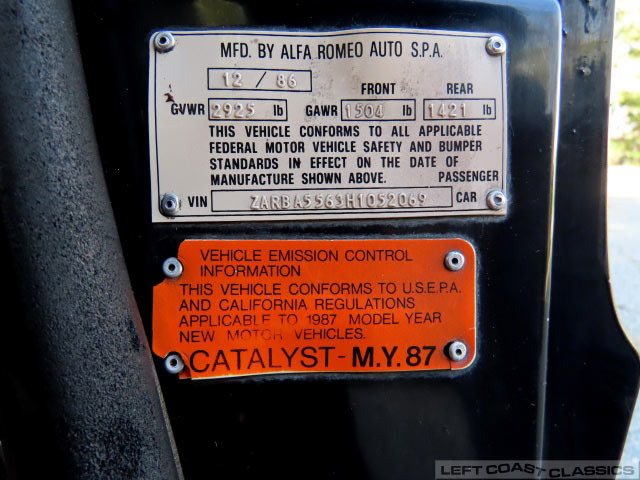 MFD. BY ALFA ROMEO AUTO S.P.A.
12 / 86
FRONT REAR
GVWR 2925 lb GAWR 1504 lb 1421 lb
THIS VEHICLE CONFORMS TO ALL APPLICABLE
FEDERAL MOTOR VEHICLE SAFETY AND BUMPER
STANDARDS IN EFFECT ON THE DATE OF
MANUFACTURE SHOWN ABOVE. PASSENGER
VIN ZARBA5563H1052069 CAR
VEHICLE EMISSION CONTROL
INFORMATION
THIS VEHICLE CONFORMS TO U.S.E.P.A.
AND CALIFORNIA REGULATIONS
APPLICABLE TO 1987 MODEL YEAR
NEW MOTOR VEHICLES.
CATALYST - M.Y. 87
LEFT COAST CLASSICS